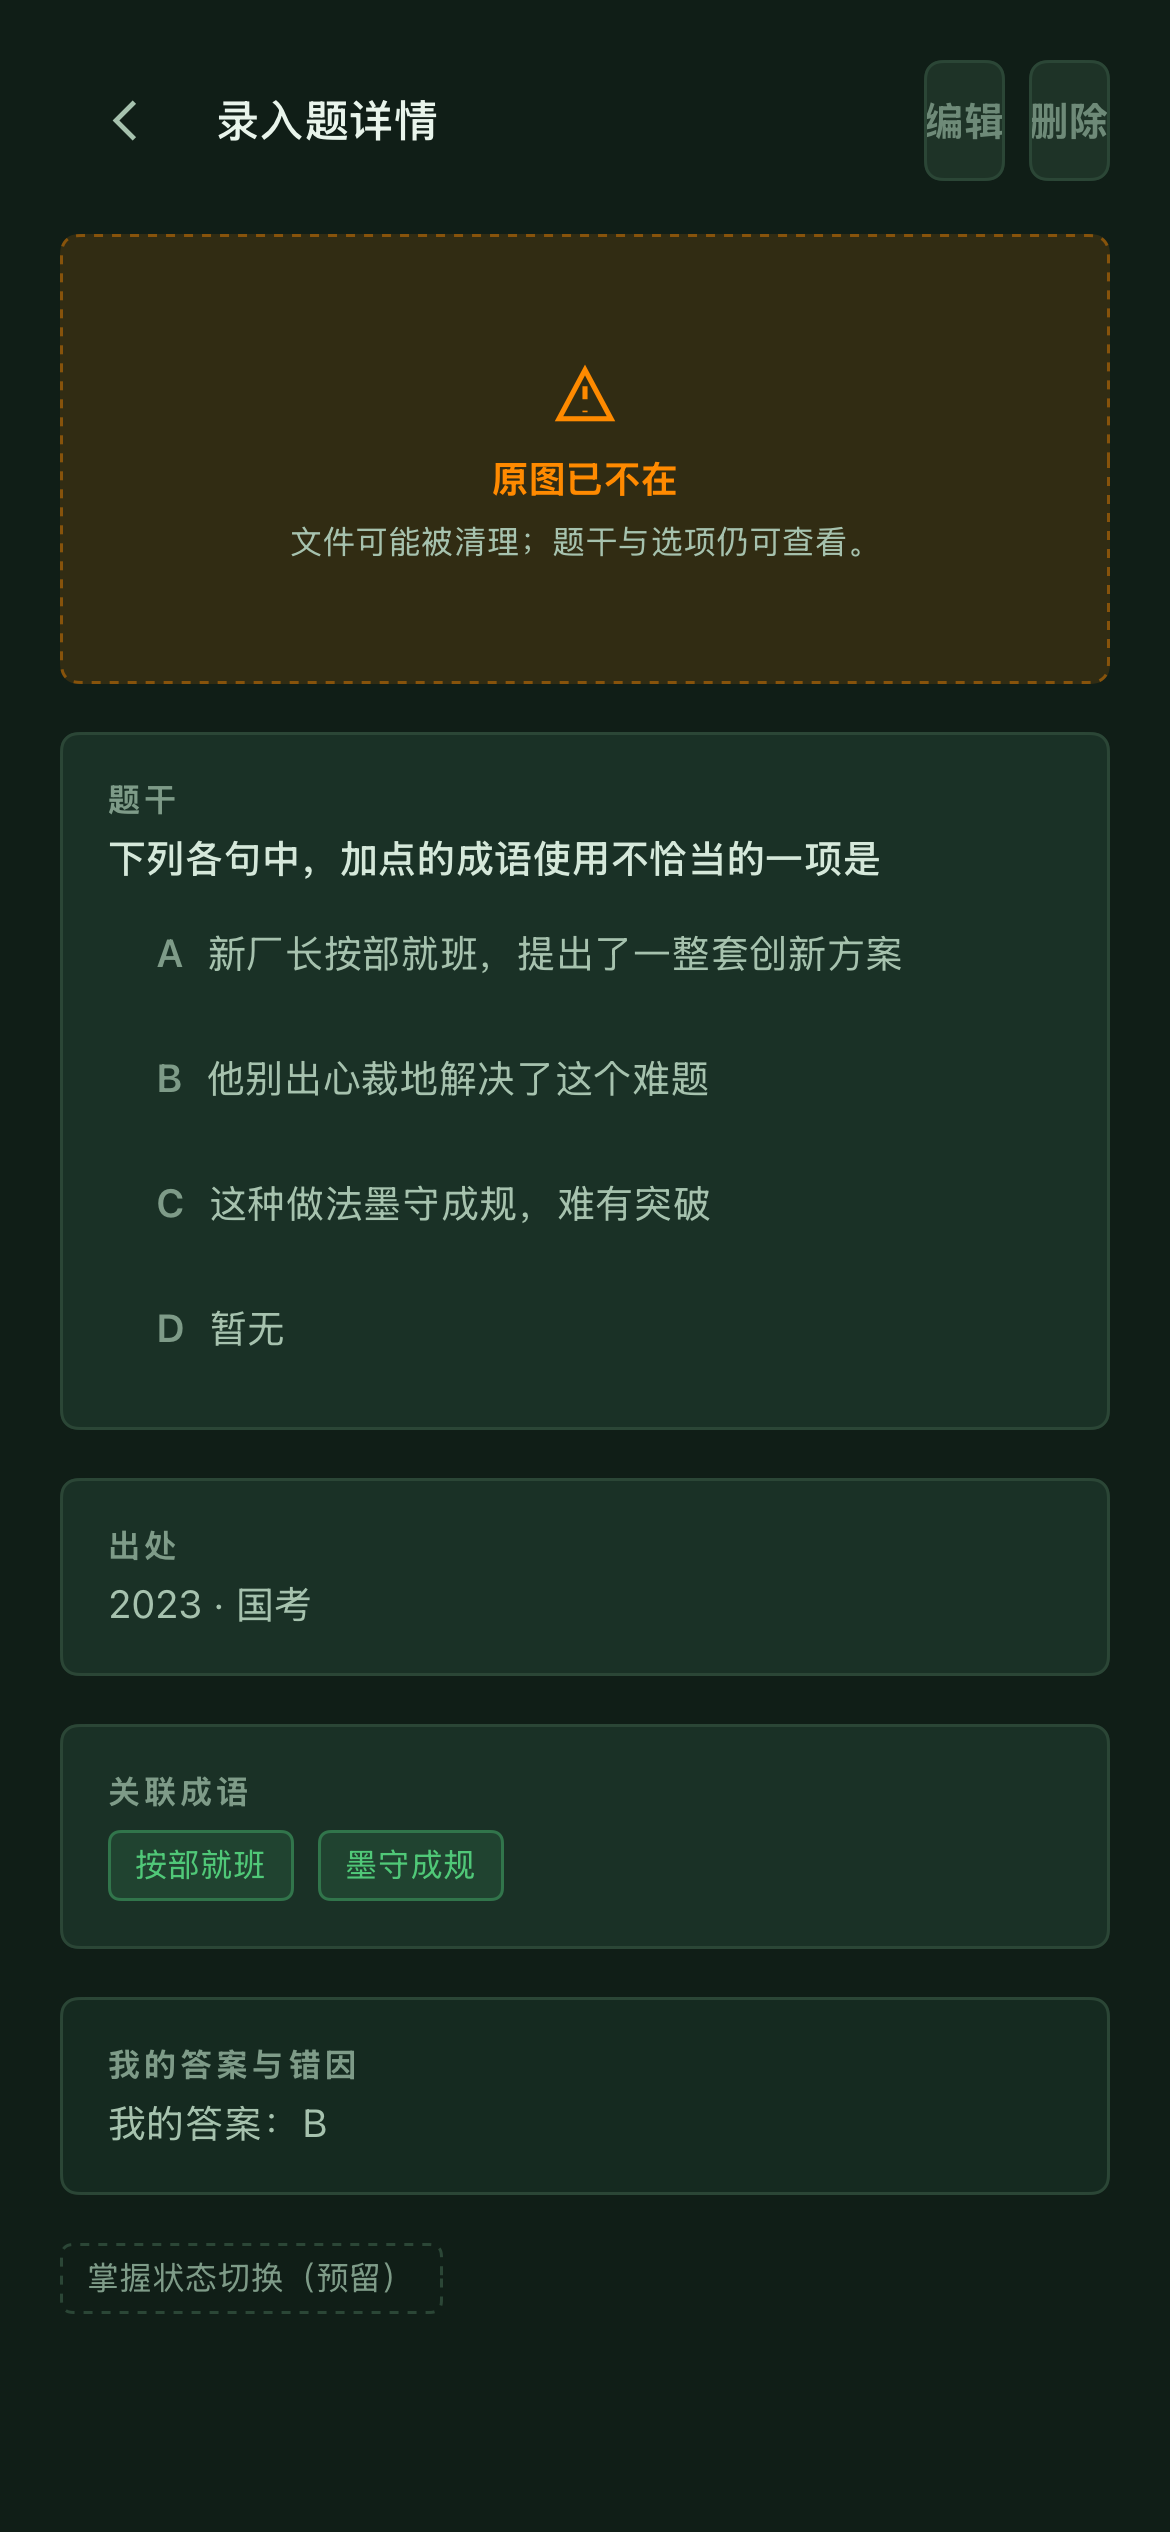 录入题详情
编辑 删除
原图已不在
文件可能被清理；题干与选项仍可查看。
题干
下列各句中，加点的成语使用不恰当的一项是
A 新厂长按部就班，提出了一整套创新方案
B 他别出心裁地解决了这个难题
C 这种做法墨守成规，难有突破
D 暂无
出处
2023 · 国考
关联成语
按部就班 墨守成规
我的答案与错因
我的答案：B
掌握状态切换（预留）